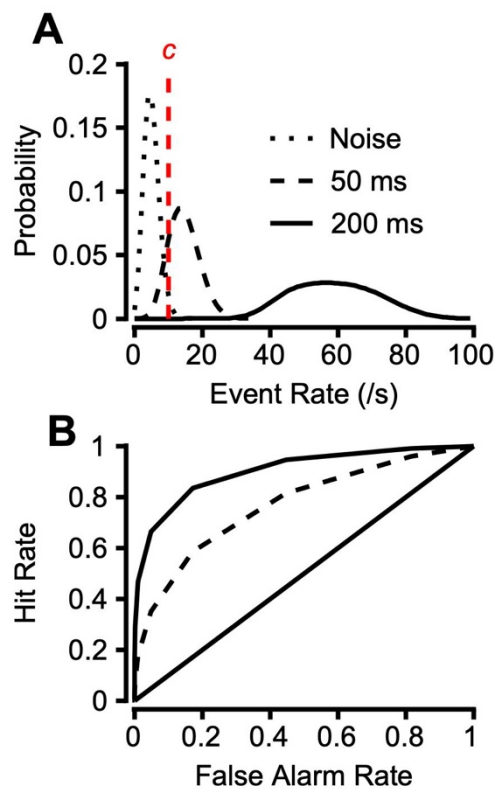 A
c
0.2
0.15
0.1
0.05
0
Probability
Noise
50 ms
200 ms
0 20 40 60 80 100
Event Rate (/s)
B
1
0.8
0.6
0.4
0.2
0
Hit Rate
0 0.2 0.4 0.6 0.8 1
False Alarm Rate